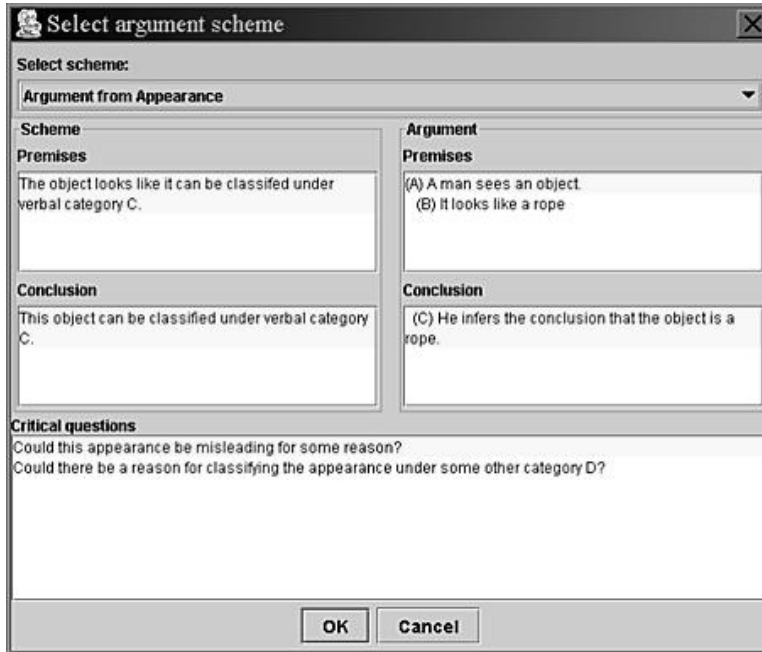 Select argument scheme
Select scheme:
Argument from Appearance
Scheme
Premises
The object looks like it can be classifed under
verbal category C.
Conclusion
This object can be classified under verbal category
C.
Argument
Premises
(A) A man sees an object.
(B) It looks like a rope
Conclusion
(C) He infers the conclusion that the object is a
rope.
Critical questions
Could this appearance be misleading for some reason?
Could there be a reason for classifying the appearance under some other category D?
OK
Cancel